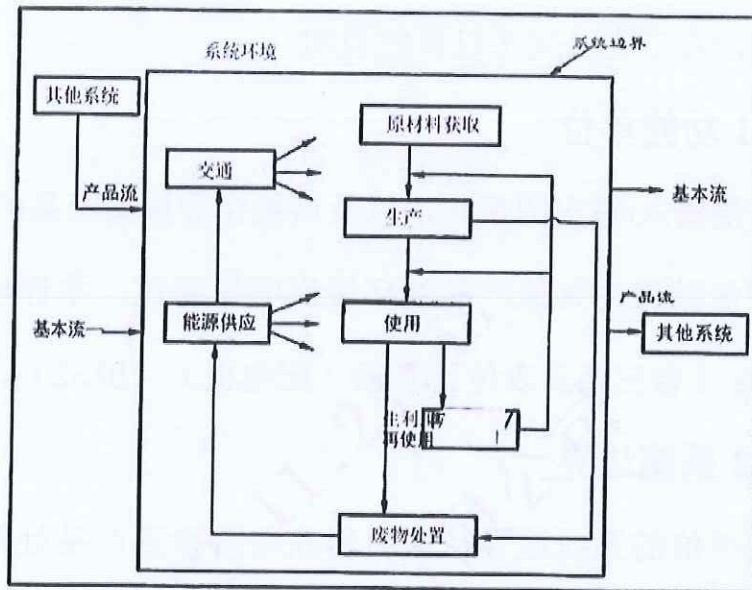 系统环境
系统边界
其他系统
原材料获取
交通
产品流
基本流
生产
产品流
基本流
能源供应
使用
其他系统
再使用
废物处置